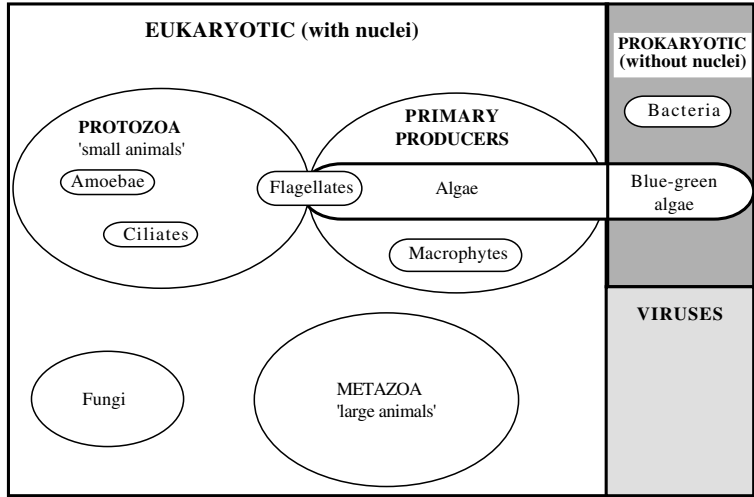 EUKARYOTIC (with nuclei)
PROKARYOTIC
(without nuclei)
Bacteria
PROTOZOA
'small animals'
PRIMARY
PRODUCERS
Amoebae
Flagellates
Algae
Blue-green
algae
Ciliates
Macrophytes
VIRUSES
Fungi
METAZOA
'large animals'